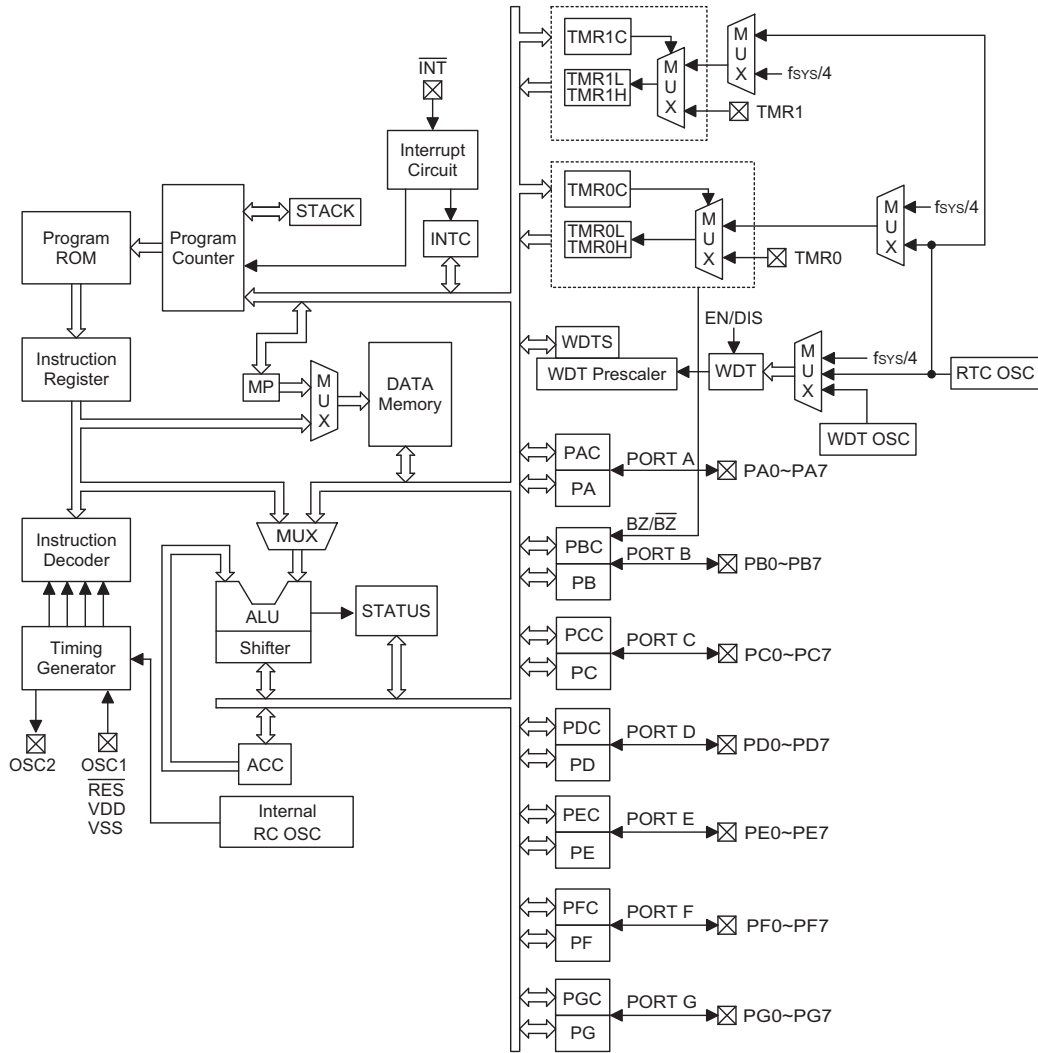 TMR1C
MUX
MUX
fSYS/4
TMR1L
TMR1H
TMR1
INT
Interrupt
Circuit
INTC
STACK
Program
ROM
Program
Counter
TMR0C
MUX
MUX
fSYS/4
TMR0L
TMR0H
TMR0
EN/DIS
WDTS
WDT Prescaler
WDT
MUX
fSYS/4
RTC OSC
WDT OSC
Instruction
Register
MP
MUX
DATA
Memory
PAC
PA
PORT A
PA0~PA7
BZ/BZ
PBC
PB
PORT B
PB0~PB7
Instruction
Decoder
MUX
ALU
Shifter
STATUS
Timing
Generator
PCC
PC
PORT C
PC0~PC7
OSC2
OSC1
RES
VDD
VSS
ACC
Internal
RC OSC
PDC
PD
PORT D
PD0~PD7
PEC
PE
PORT E
PE0~PE7
PFC
PF
PORT F
PF0~PF7
PGC
PG
PORT G
PG0~PG7